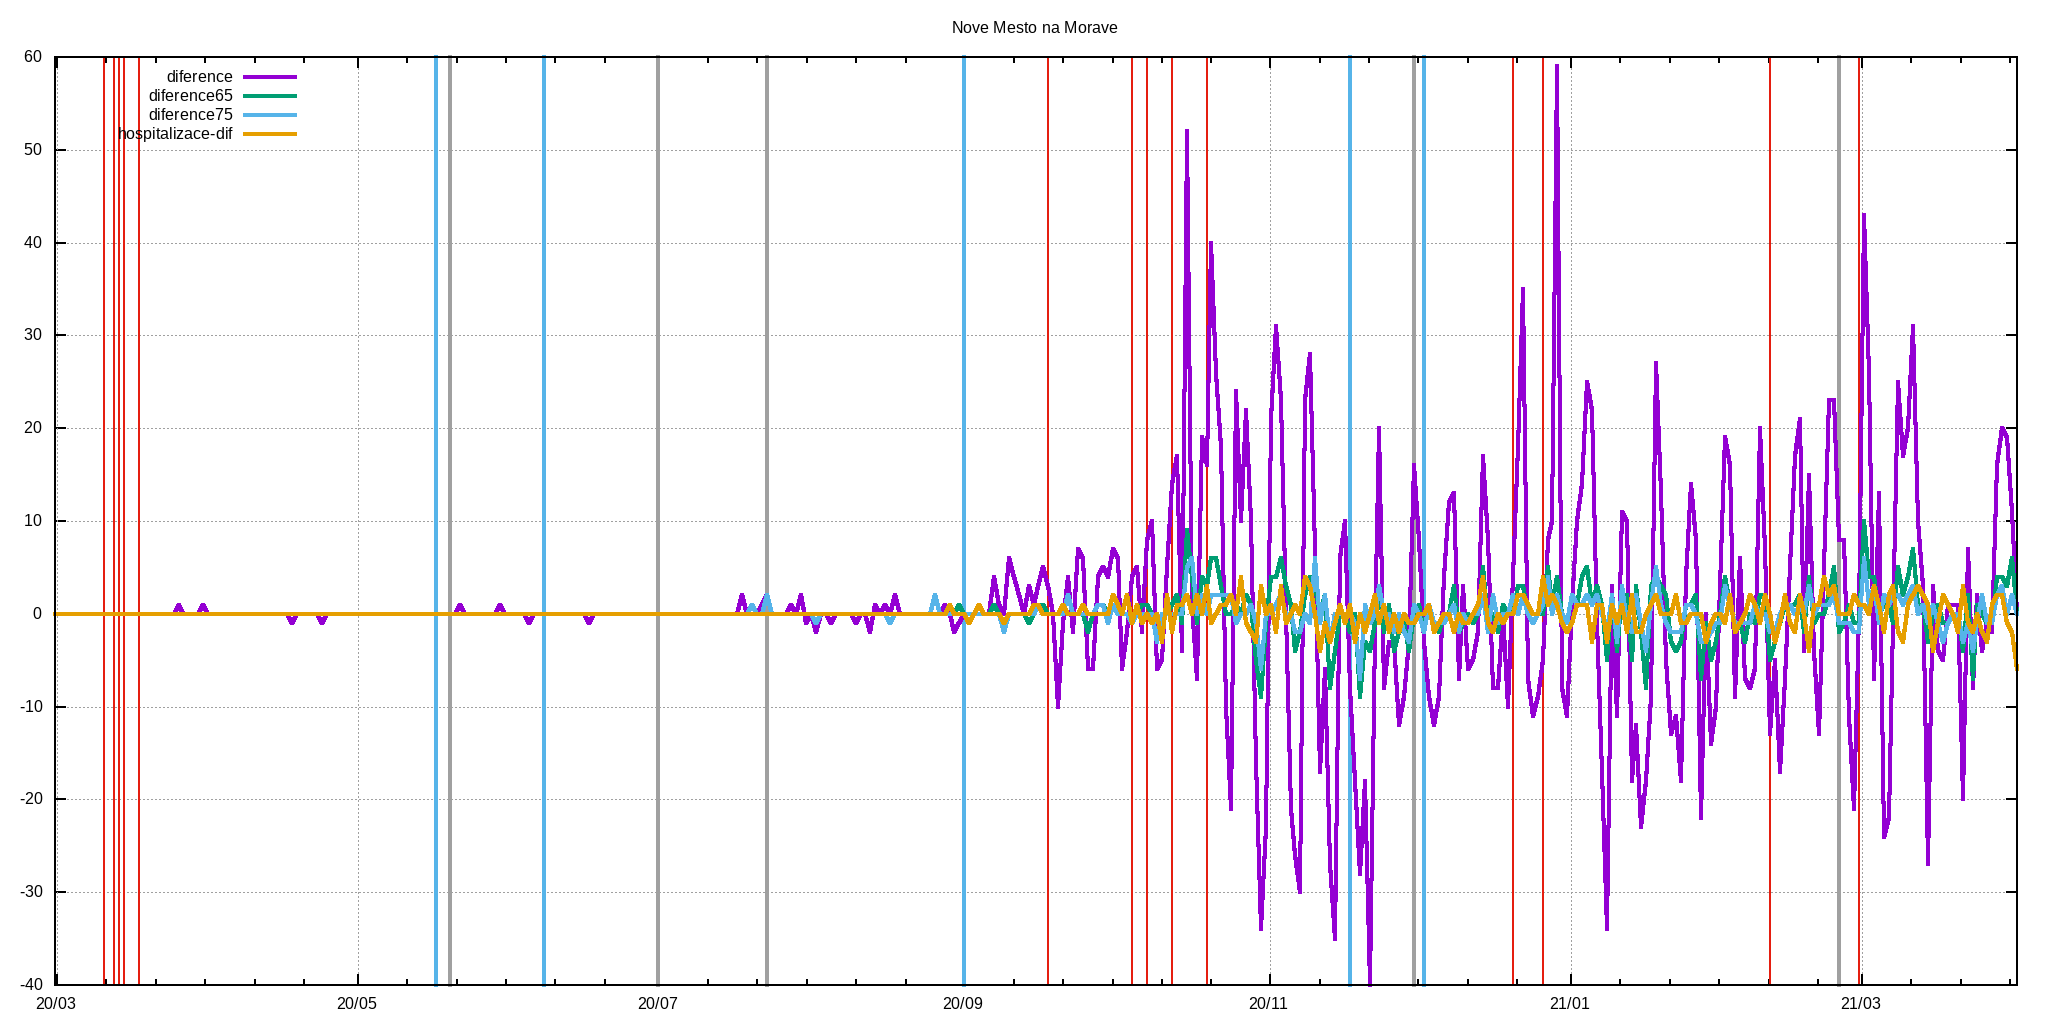 Nove Mesto na Morave
60
diference
diference65
diference75
hospitalizace-dif
50
40
30
20
10
0
-10
-20
-30
-40
20/03 20/05 20/07 20/09 20/11 21/01 21/03